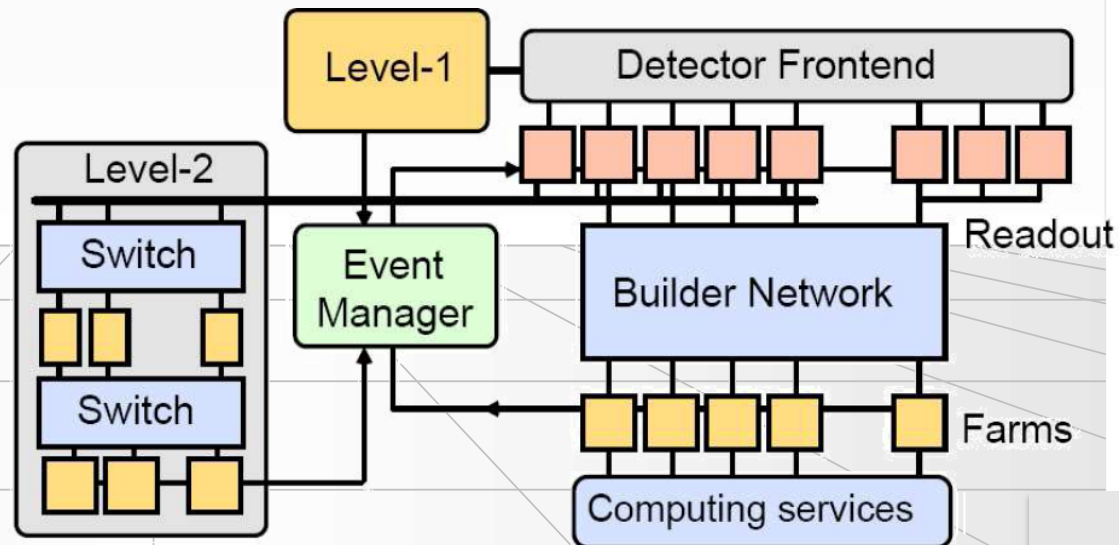 Level-1
Detector Frontend
Level-2
Switch
Event
Manager
Readout
Builder Network
Switch
Farms
Computing services